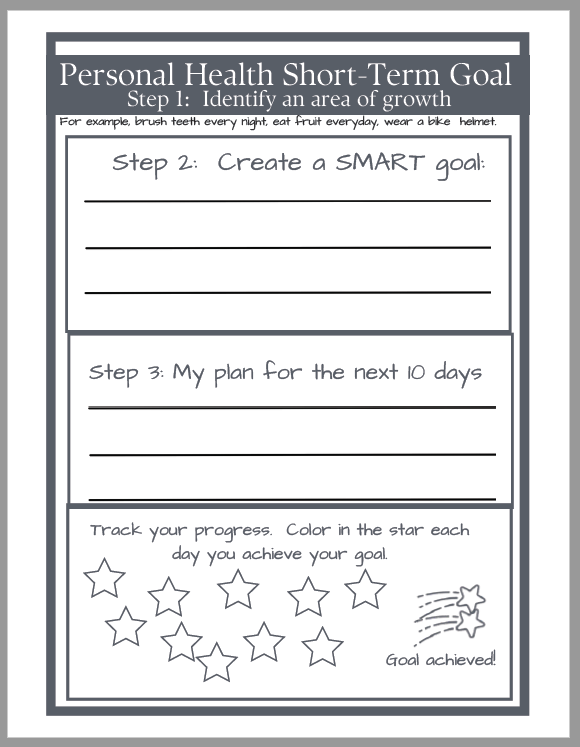 Personal Health Short-Term Goal
Step 1: Identify an area of growth
For example, brush teeth every night, eat fruit everyday, wear a bike helmet.
Step 2: Create a SMART goal:
Step 3: My plan for the next 10 days
Track your progress. Color in the star each
day you achieve your goal.
Goal achieved!